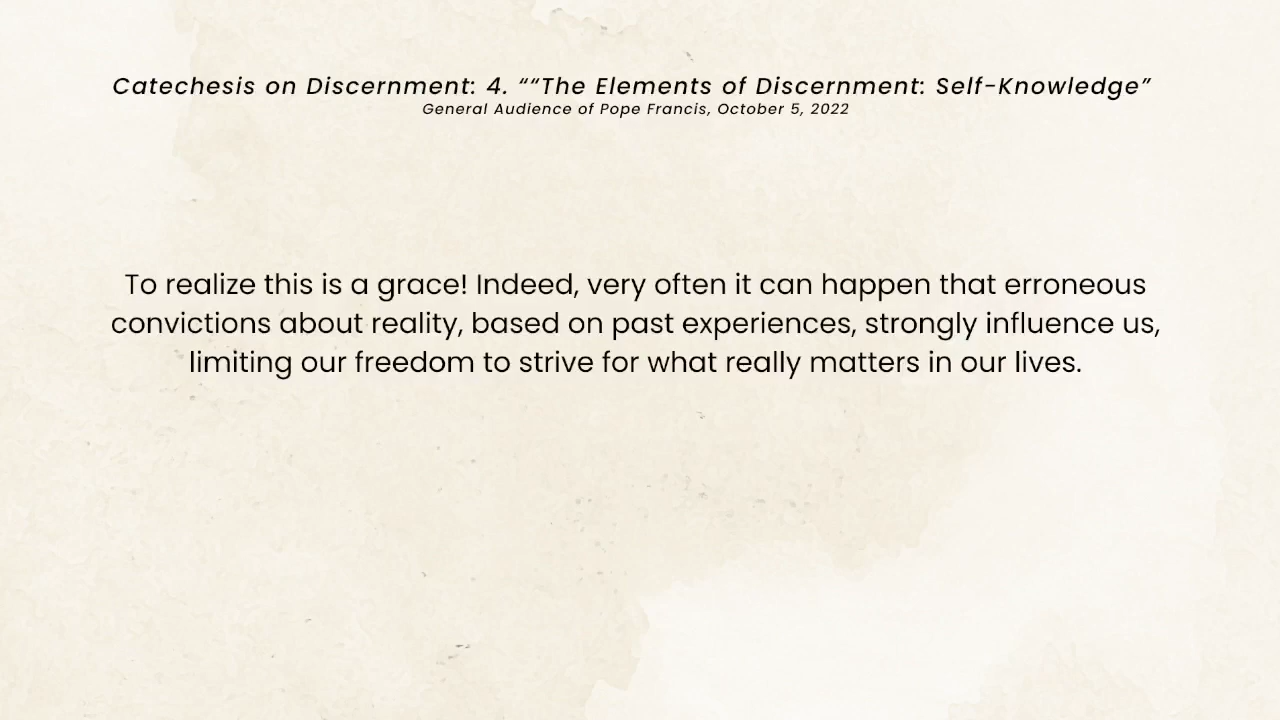 Catechesis on Discernment: 4. ““The Elements of Discernment: Self-Knowledge”
General Audience of Pope Francis, October 5, 2022
To realize this is a grace! Indeed, very often it can happen that erroneous
convictions about reality, based on past experiences, strongly influence us,
limiting our freedom to strive for what really matters in our lives.